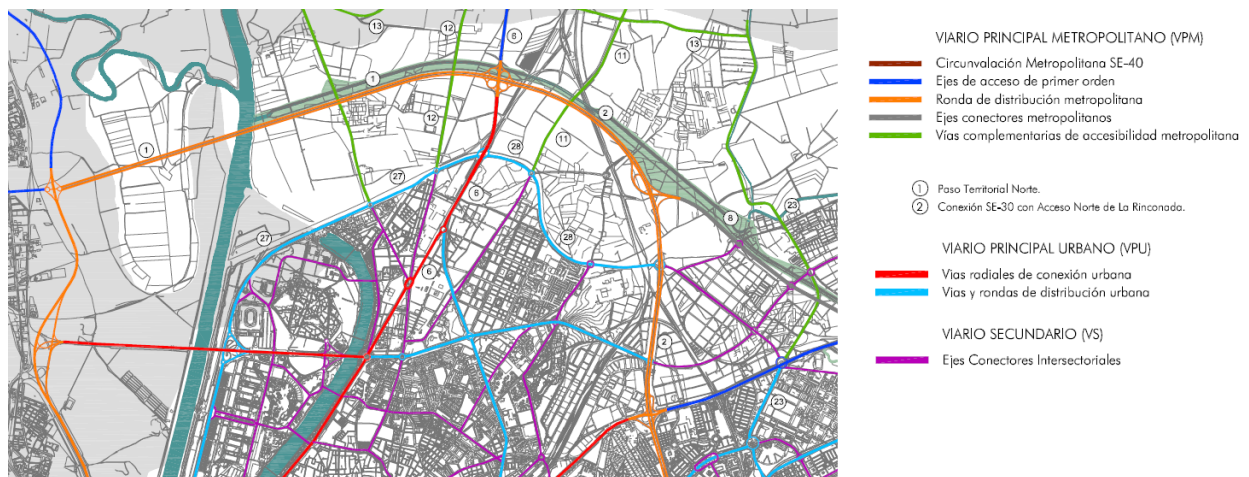 13
12
6
11
13
1
2
12
11
28
1
27
6
23
8
27
28
6
2
23
VIARIO PRINCIPAL METROPOLITANO (VPM)
Circunvalación Metropolitana SE-40
Ejes de acceso de primer orden
Ronda de distribución metropolitana
Ejes conectores metropolitanos
Vías complementarias de accesibilidad metropolitana
1 Paso Territorial Norte.
2 Conexión SE-30 con Acceso Norte de La Rinconada.
VIARIO PRINCIPAL URBANO (VPU)
Vias radiales de conexión urbana
Vias y rondas de distribución urbana
VIARIO SECUNDARIO (VS)
Ejes Conectores Intersectoriales